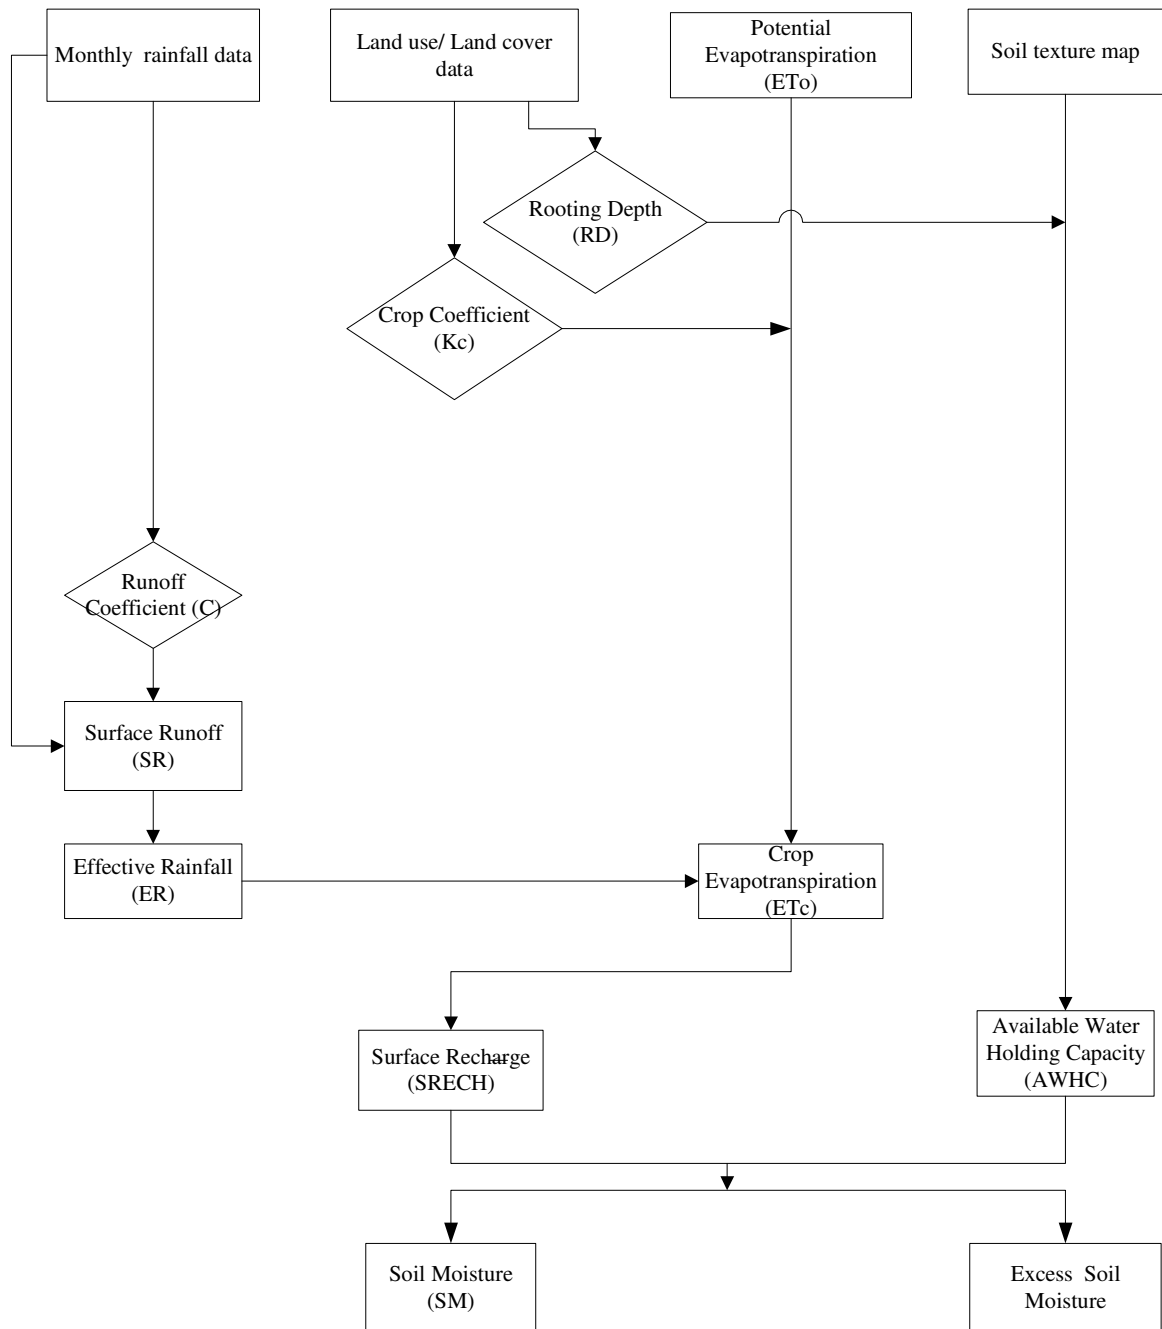 Monthly rainfall data
Land use/ Land cover
data
Potential
Evapotranspiration
(ETo)
Soil texture map
Rooting Depth
(RD)
Crop Coefficient
(Kc)
Runoff
Coefficient (C)
Surface Runoff
(SR)
Effective Rainfall
(ER)
Crop
Evapotranspiration
(ETc)
Surface Recharge
(SRECH)
Available Water
Holding Capacity
(AWHC)
Soil Moisture
(SM)
Excess Soil
Moisture